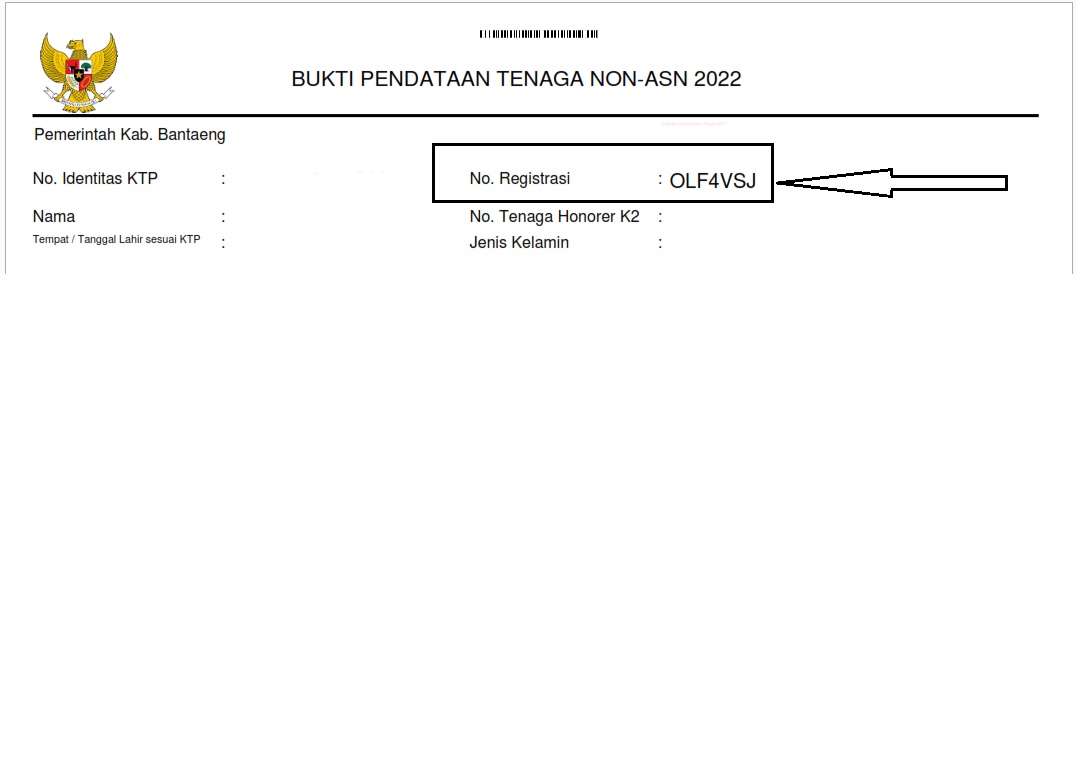 BUKTI PENDATAAN TENAGA NON-ASN 2022
Pemerintah Kab. Bantaeng
No. Identitas KTP :
No. Registrasi : OLF4VSJ
Nama :
No. Tenaga Honorer K2 :
Tempat / Tanggal Lahir sesuai KTP :
Jenis Kelamin :